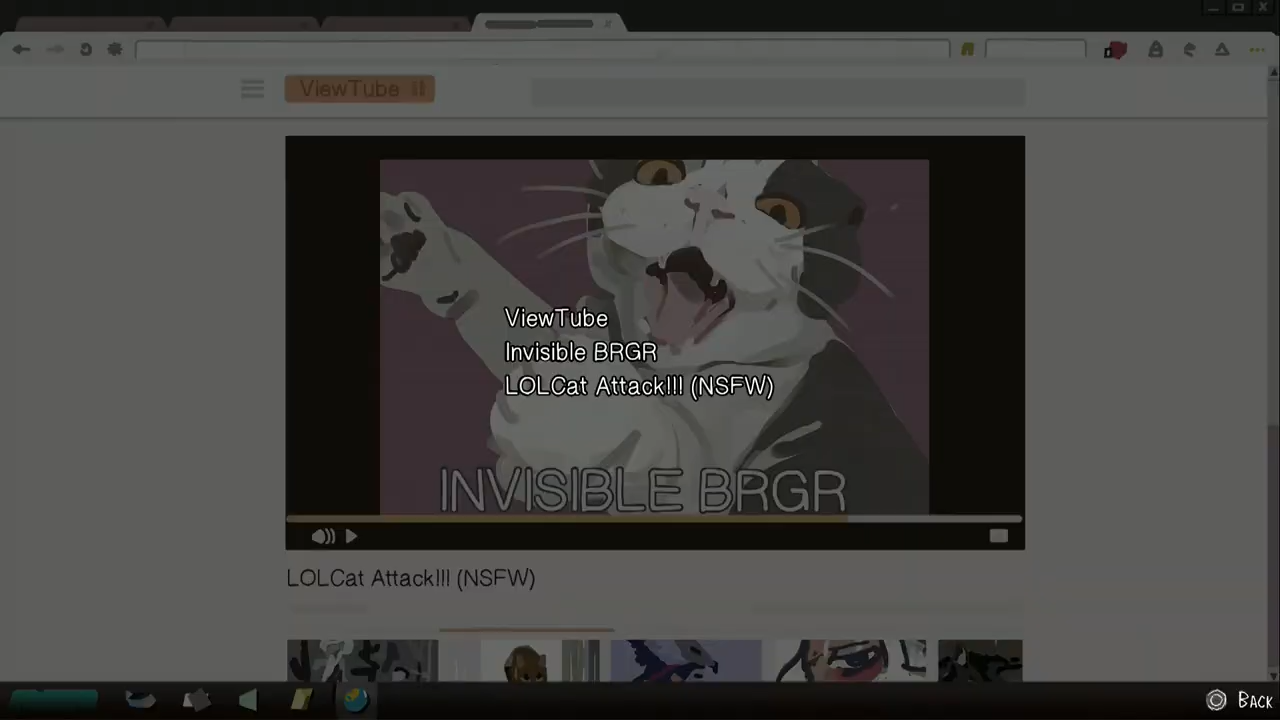 ViewTube
ViewTube
Invisible BRGR
LOLCat Attack!!! (NSFW)
INVISIBLE BRGR
LOLCat Attack!!! (NSFW)
BACK